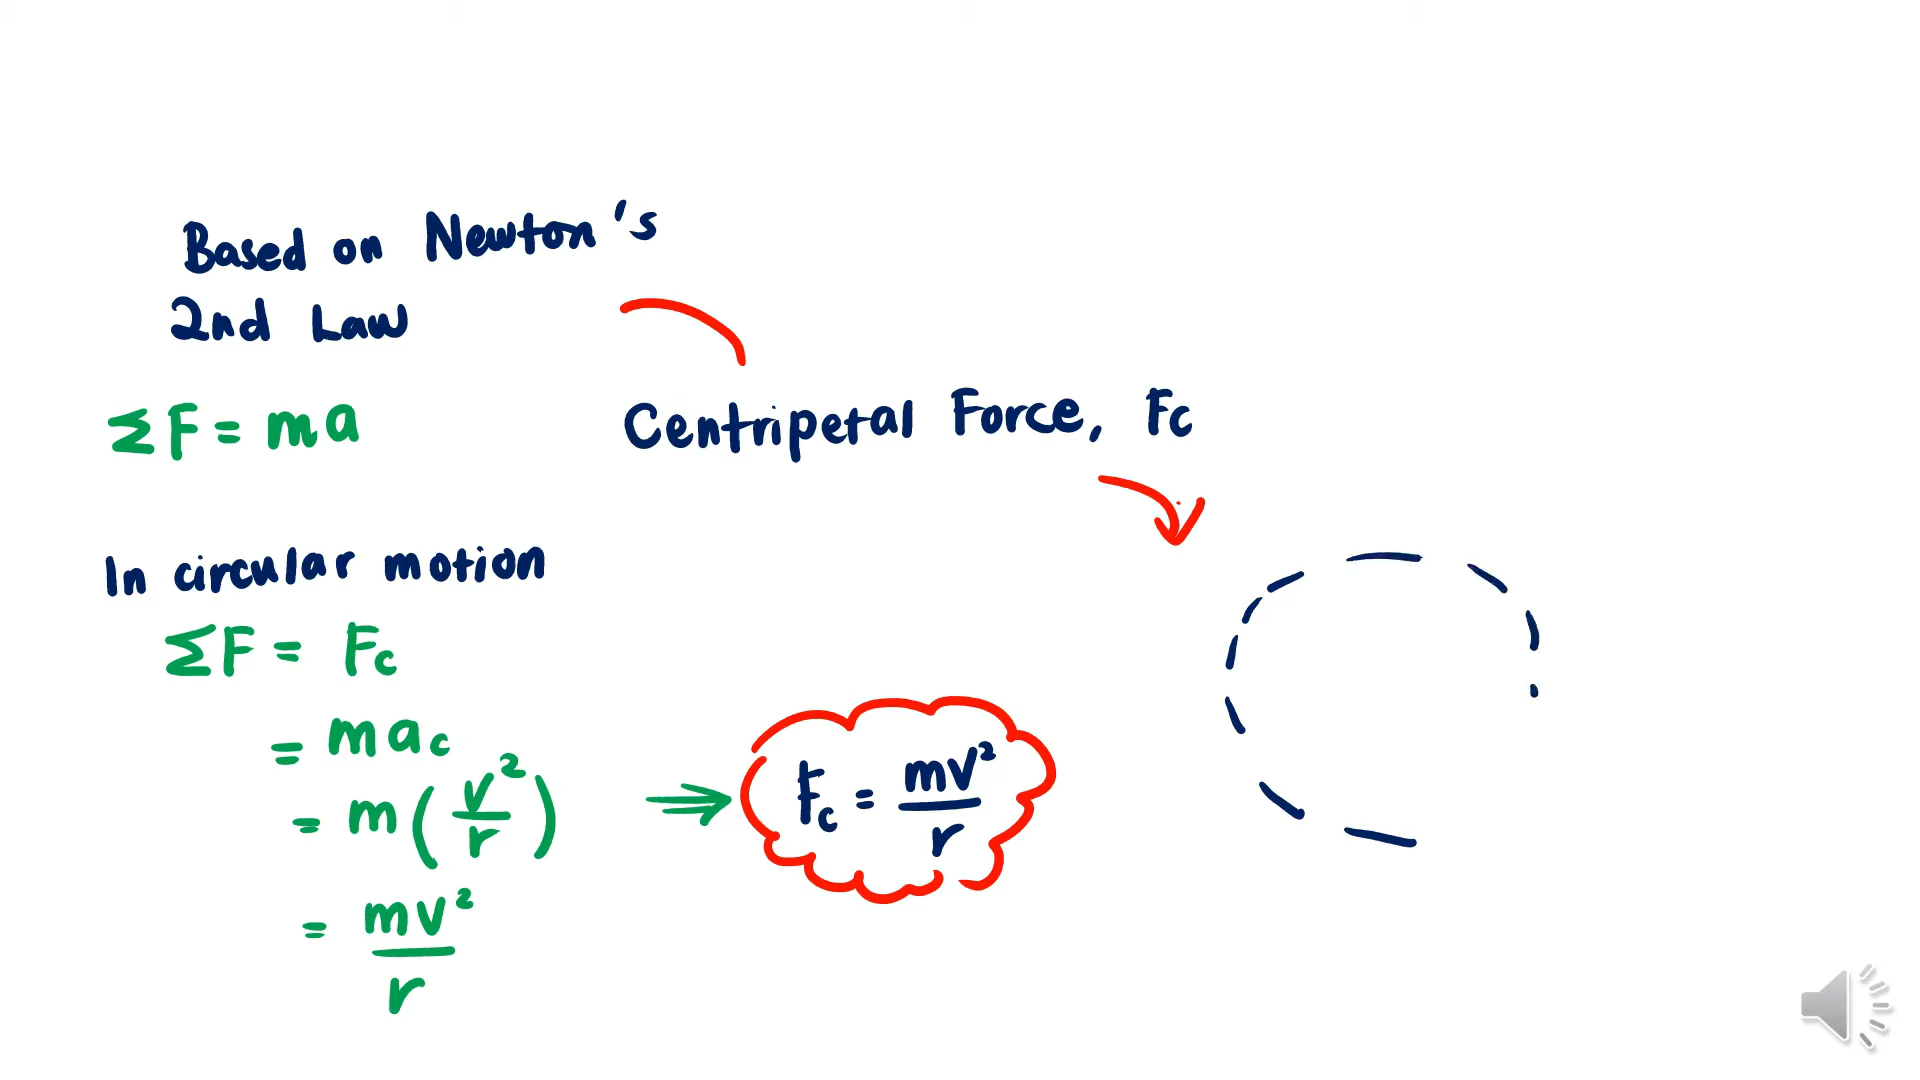 Based on Newton's
2nd Law
ΣF = ma
Centripetal Force, Fc
In circular motion
ΣF = Fc
= mac
= m(v²/r)
= mv²/r
Fc = mv²/r